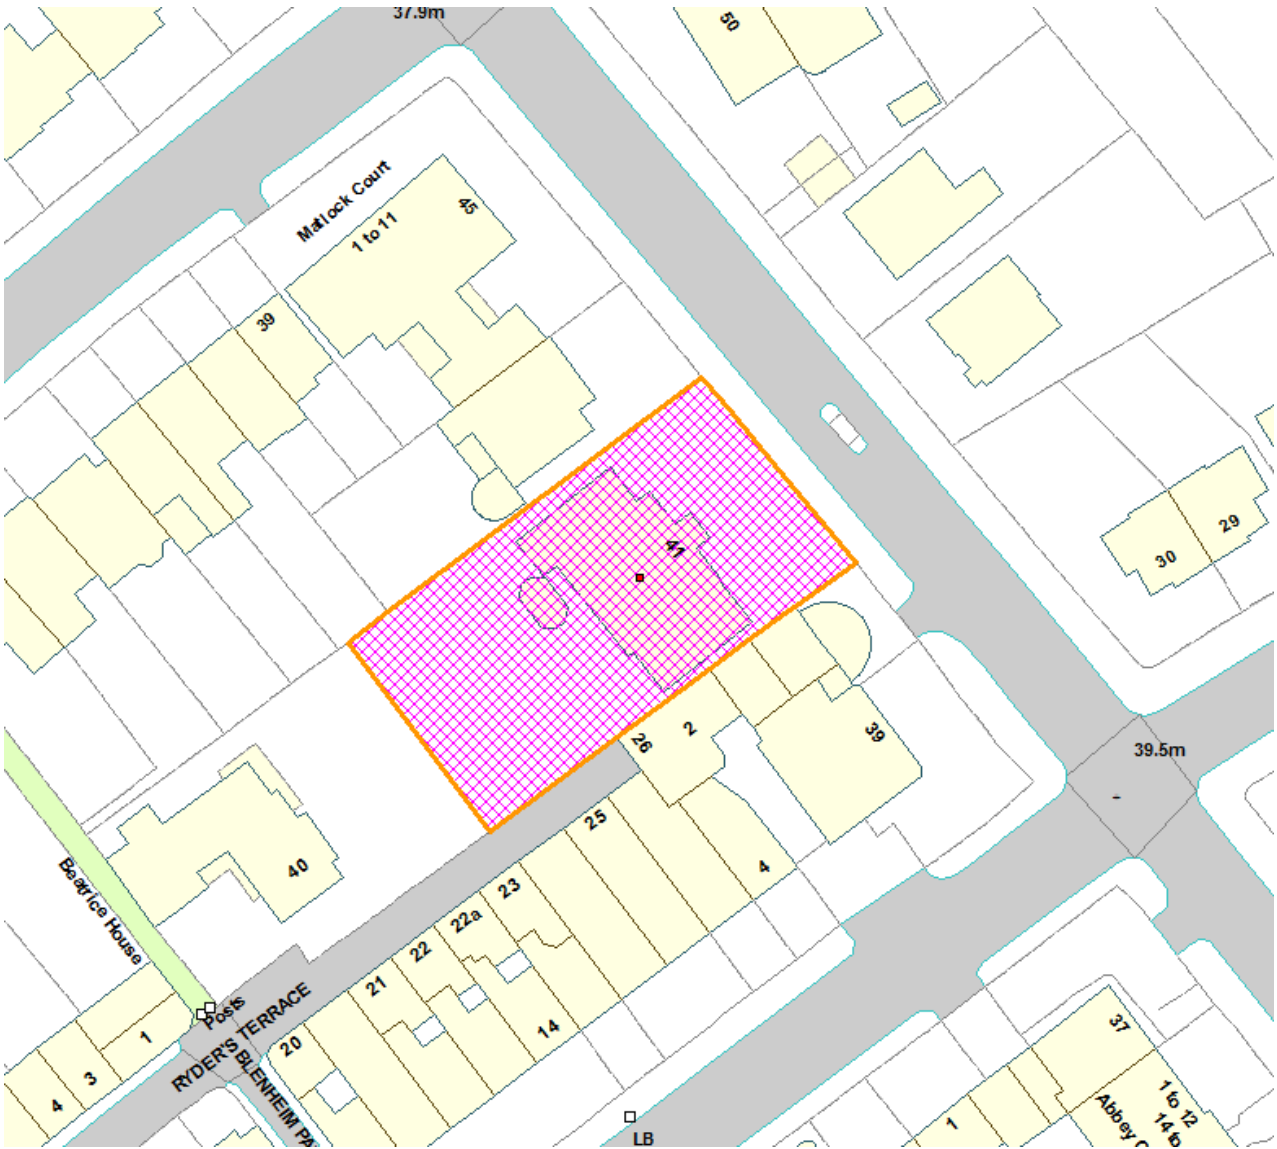 37.9m
50
Matlock Court
1 to 11
45
39
41
29
30
26
2
39
39.5m
25
4
40
23
22a
22
21
20
14
Beatrice House
Posts
RYDER'S TERRACE
BLENHEIM PA
1
3
4
37
1 to 12
14 to
Abbey C
1
LB